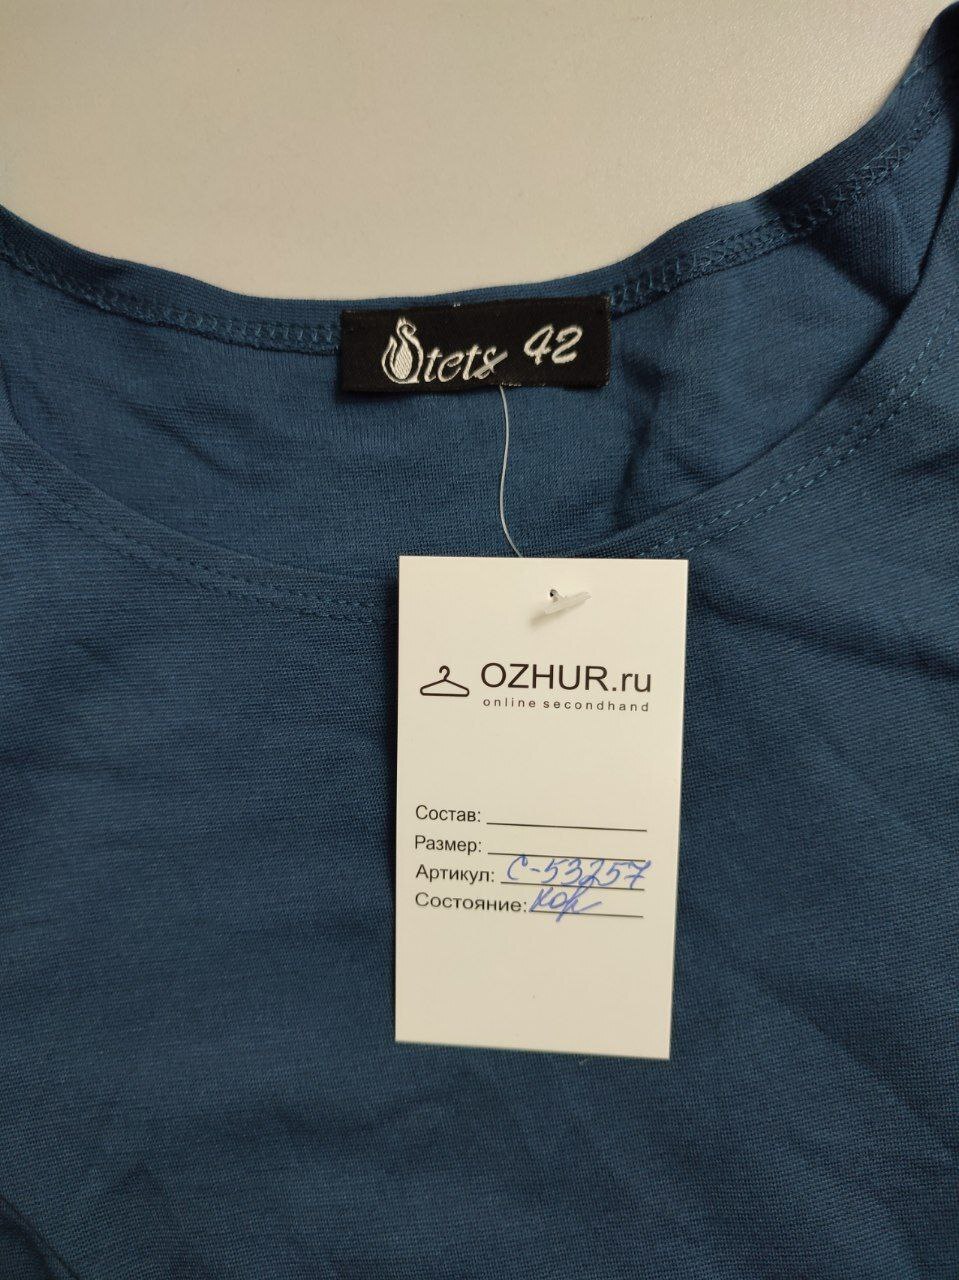 Stets 42
OZHUR.ru
online secondhand
Состав:
Размер:
Артикул: С-53257
Состояние: хор